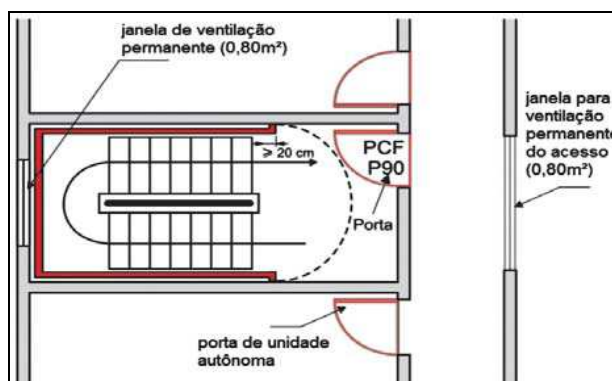 janela de ventilação
permanente (0,80m²)
janela para
ventilação
permanente
do acesso
(0,80m²)
PCF
P90
≥ 20 cm
Porta
porta de unidade
autônoma